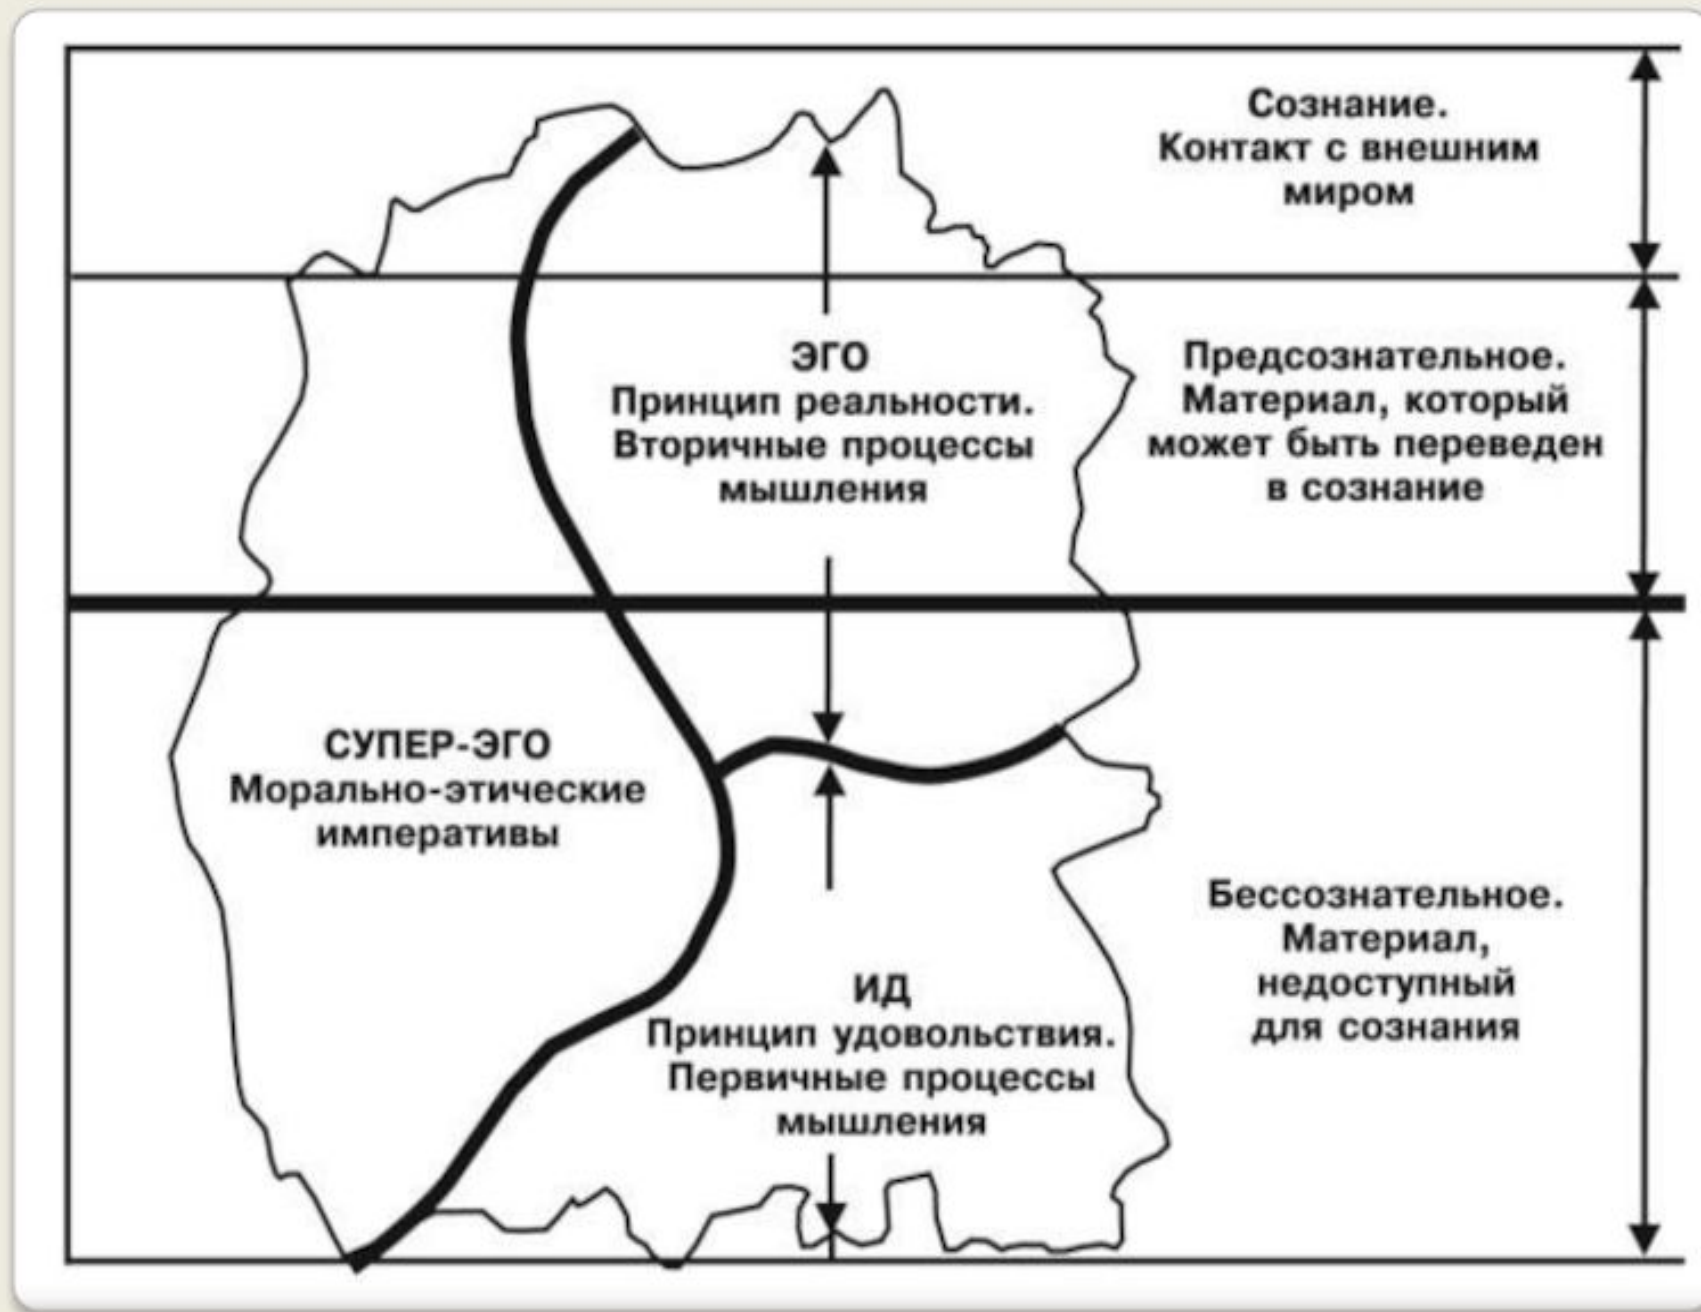 Сознание.
Контакт с внешним
миром
ЭГО
Принцип реальности.
Вторичные процессы
мышления
Предсознательное.
Материал, который
может быть переведен
в сознание
СУПЕР-ЭГО
Морально-этические
императивы
Бессознательное.
Материал,
недоступный
для сознания
ИД
Принцип удовольствия.
Первичные процессы
мышления